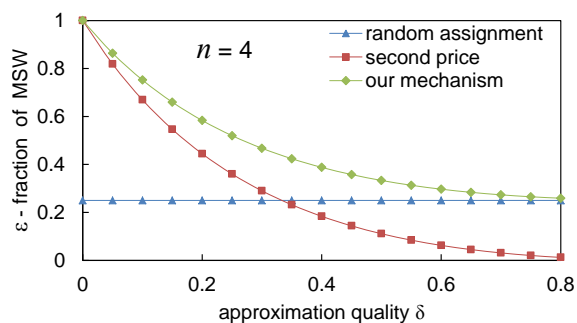 n = 4
random assignment
second price
our mechanism
ε - fraction of MSW
1
0.8
0.6
0.4
0.2
0
0 0.2 0.4 0.6 0.8
approximation quality δ